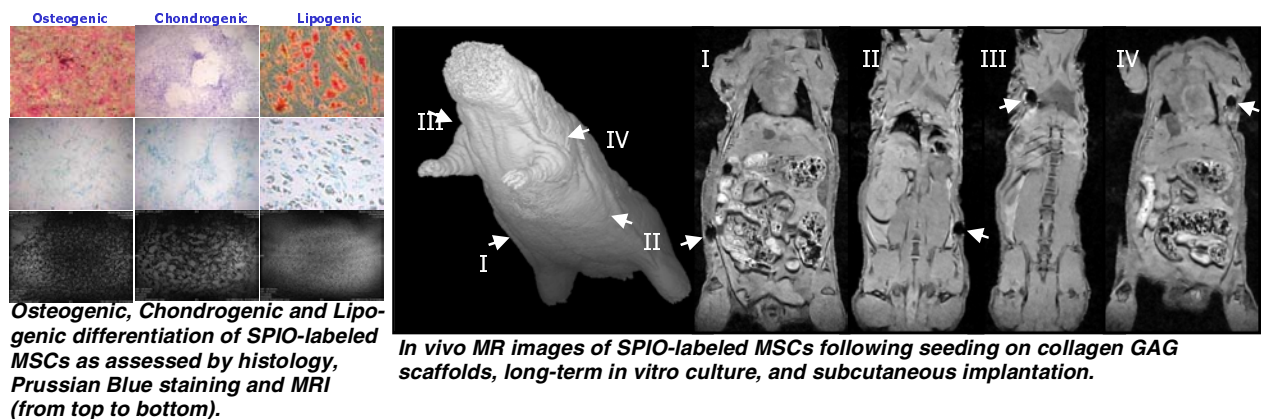 Osteogenic Chondrogenic Lipogenic
Osteogenic, Chondrogenic and Lipo-
genic differentiation of SPIO-labeled
MSCs as assessed by histology,
Prussian Blue staining and MRI
(from top to bottom).
III
IV
II
I
I II III IV
In vivo MR images of SPIO-labeled MSCs following seeding on collagen GAG
scaffolds, long-term in vitro culture, and subcutaneous implantation.